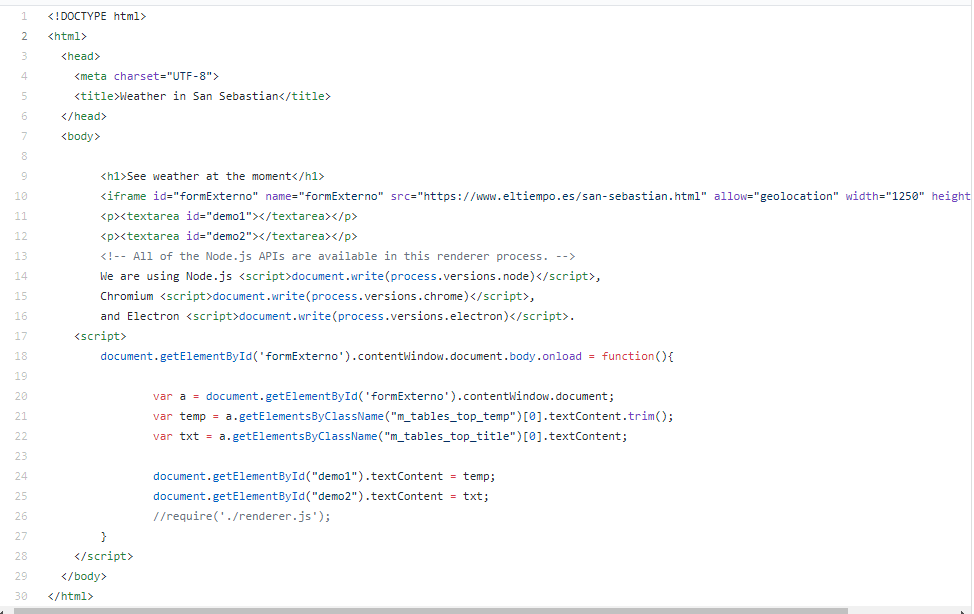 1 <!DOCTYPE html>
2 <html>
3 <head>
4 <meta charset="UTF-8">
5 <title>Weather in San Sebastian</title>
6 </head>
7 <body>
8
9 <h1>See weather at the moment</h1>
10 <iframe id="formExterno" name="formExterno" src="https://www.eltiempo.es/san-sebastian.html" allow="geolocation" width="1250" height
11 <p><textarea id="demo1"></textarea></p>
12 <p><textarea id="demo2"></textarea></p>
13 <!-- All of the Node.js APIs are available in this renderer process. -->
14 We are using Node.js <script>document.write(process.versions.node)</script>,
15 Chromium <script>document.write(process.versions.chrome)</script>,
16 and Electron <script>document.write(process.versions.electron)</script>.
17 <script>
18 document.getElementById('formExterno').contentWindow.document.body.onload = function(){
19
20 var a = document.getElementById('formExterno').contentWindow.document;
21 var temp = a.getElementsByClassName("m_tables_top_temp")[0].textContent.trim();
22 var txt = a.getElementsByClassName("m_tables_top_title")[0].textContent;
23
24 document.getElementById("demo1").textContent = temp;
25 document.getElementById("demo2").textContent = txt;
26 //require('./renderer.js');
27 }
28 </script>
29 </body>
30 </html>